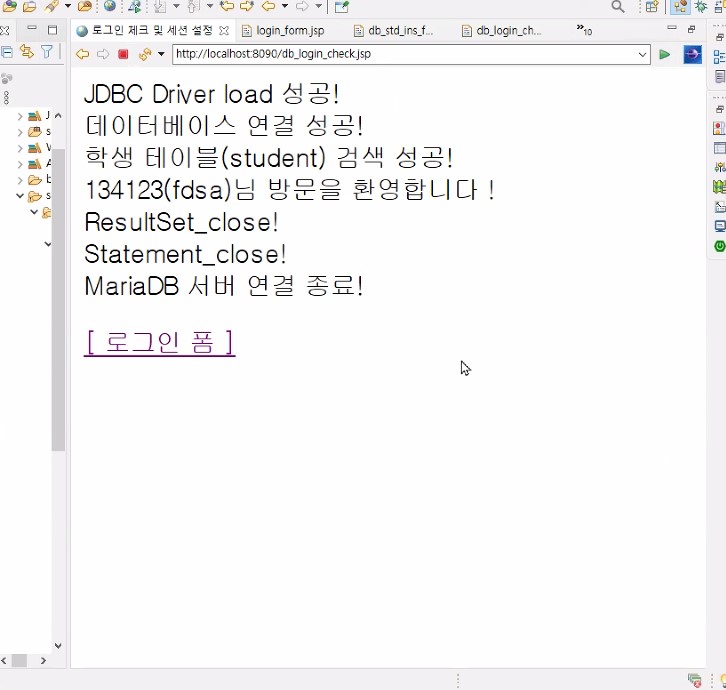 로그인 체크 및 세션 설정
login_form.jsp
db_std_ins_f...
db_login_ch...
»10
http://localhost:8090/db_login_check.jsp
JDBC Driver load 성공!
데이터베이스 연결 성공!
학생 테이블(student) 검색 성공!
134123(fdsa)님 방문을 환영합니다 !
ResultSet_close!
Statement_close!
MariaDB 서버 연결 종료!
[ 로그인 폼 ]
J
s
W
A
b
s